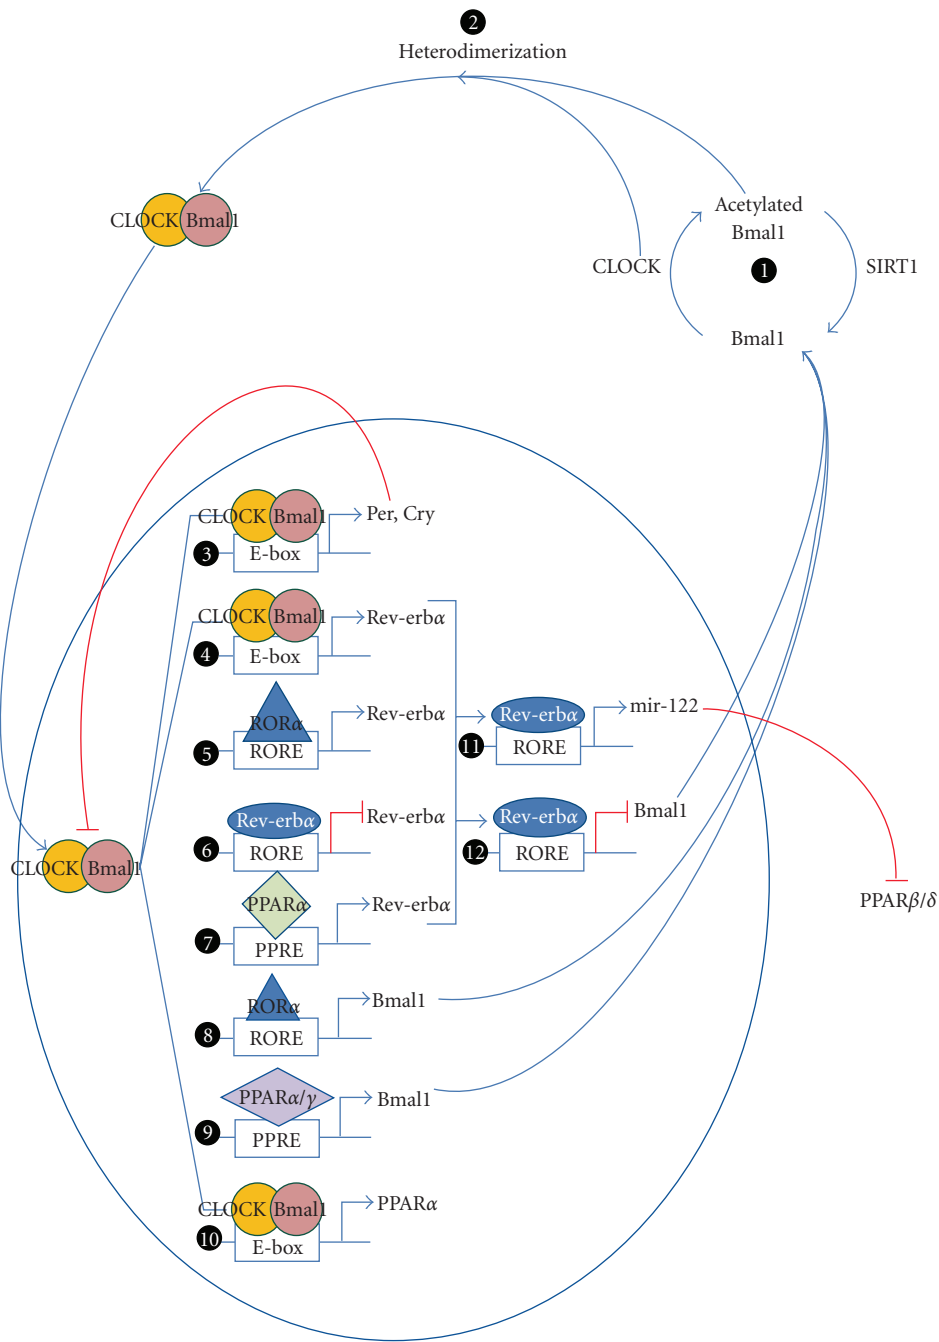 2
Heterodimerization
CLOCK Bmal1
Acetylated
Bmal1
CLOCK
1
SIRT1
Bmal1
CLOCK Bmal1
Per, Cry
3
E-box
CLOCK Bmal1
Rev-erbα
4
E-box
RORα
Rev-erbα
5
RORE
Rev-erbα
mir-122
11
RORE
Rev-erbα
Rev-erbα
6
RORE
Rev-erbα
Bmal1
12
RORE
CLOCK Bmal1
PPARα
Rev-erbα
7
PPRE
PPARβ/δ
RORα
Bmal1
8
RORE
PPARα/γ
Bmal1
9
PPRE
CLOCK Bmal1
PPARα
10
E-box